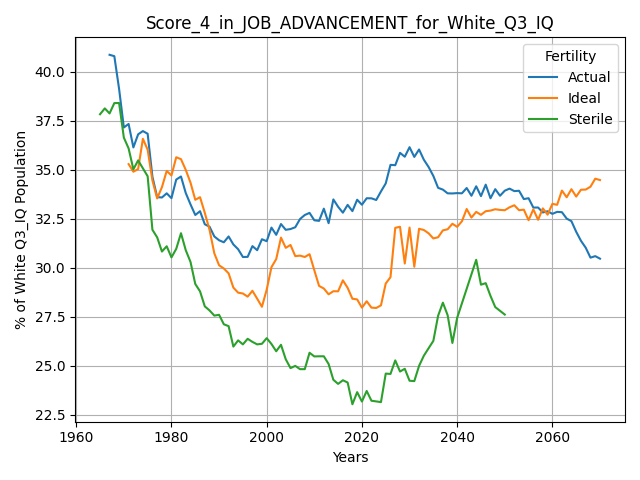 Score_4_in_JOB_ADVANCEMENT_for_White_Q3_IQ
% of White Q3_IQ Population
40.0
37.5
35.0
32.5
30.0
27.5
25.0
22.5
Fertility
Actual
Ideal
Sterile
1960
1980
2000
2020
2040
2060
Years